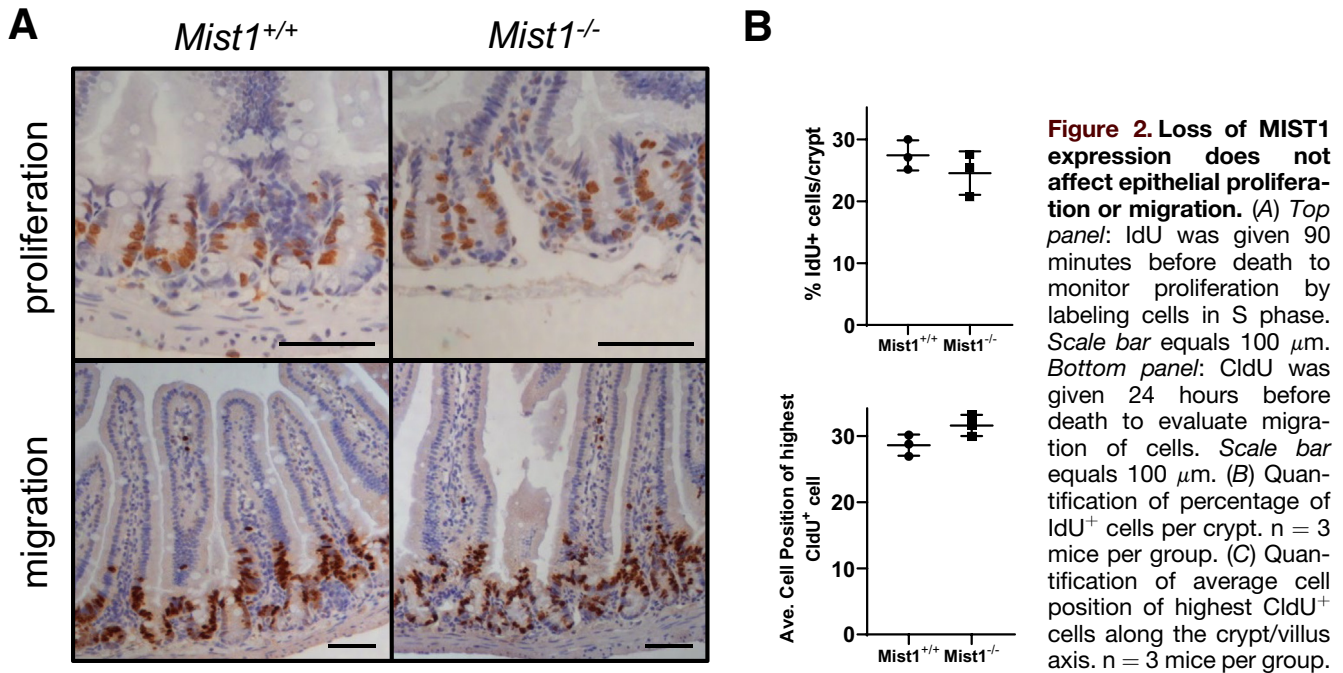 A
Mist1+/+
Mist1-/-
proliferation
migration
B
30
20
10
0
% IdU+ cells/crypt
Mist1+/+ Mist1-/-
30
20
10
0
Ave. Cell Position of highest
CldU+ cell
Mist1+/+ Mist1-/-
Figure 2. Loss of MIST1
expression does not
affect epithelial prolifera-
tion or migration. (A) Top
panel: IdU was given 90
minutes before death to
monitor proliferation by
labeling cells in S phase.
Scale bar equals 100 μm.
Bottom panel: CldU was
given 24 hours before
death to evaluate migra-
tion of cells. Scale bar
equals 100 μm. (B) Quan-
tification of percentage of
IdU+ cells per crypt. n = 3
mice per group. (C) Quan-
tification of average cell
position of highest CldU+
cells along the crypt/villus
axis. n = 3 mice per group.